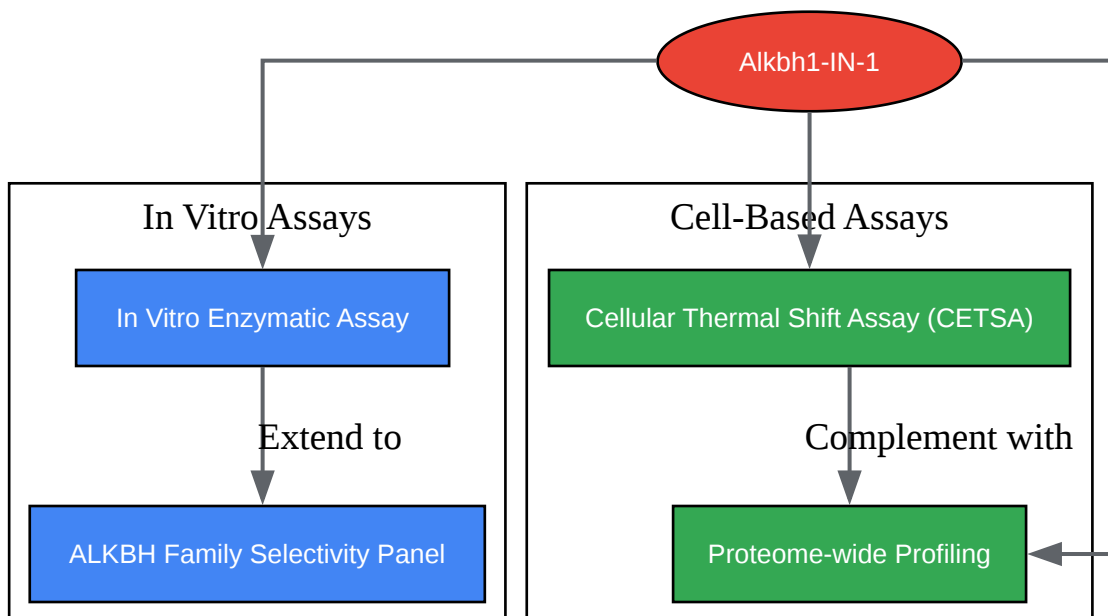 Alkbh1-IN-1
In Vitro Assays
Cell-Based Assays
In Vitro Enzymatic Assay
Cellular Thermal Shift Assay (CETSA)
Extend to
Complement with
ALKBH Family Selectivity Panel
Proteome-wide Profiling